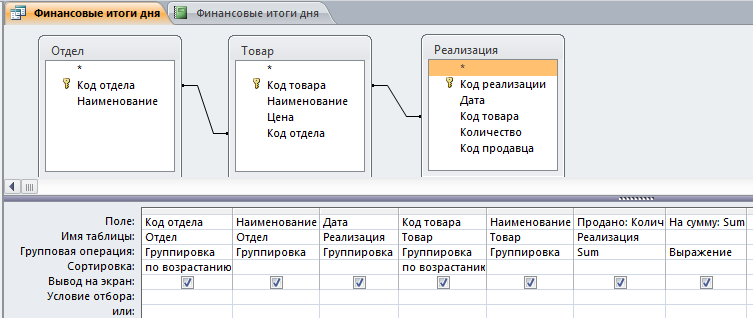 Финансовые итоги дня Финансовые итоги дня
Отдел
*
Код отдела
Наименование
Товар
*
Код товара
Наименование
Цена
Код отдела
Реализация
*
Код реализации
Дата
Код товара
Количество
Код продавца
Поле: Код отдела Наименование Дата Код товара Наименование Продано: Колич На сумму: Sum
Имя таблицы: Отдел Отдел Реализация Товар Товар Реализация
Групповая операция: Группировка Группировка Группировка Группировка Группировка Sum Выражение
Сортировка: по возрастанию по возрастанию
Вывод на экран:
Условие отбора:
или: